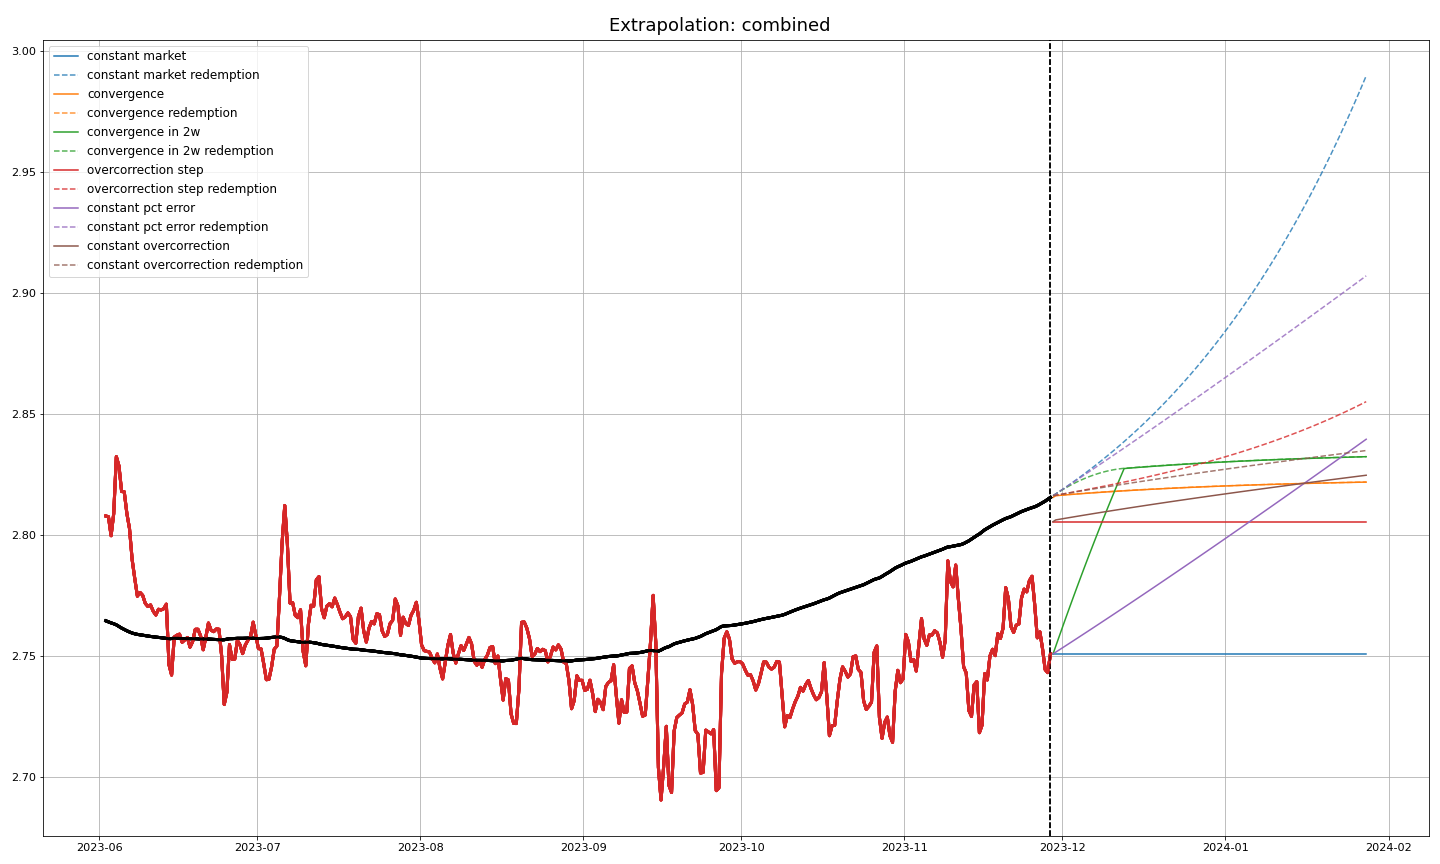 Extrapolation: combined
3.00
2.95
2.90
2.85
2.80
2.75
2.70
constant market
constant market redemption
convergence
convergence redemption
convergence in 2w
convergence in 2w redemption
overcorrection step
overcorrection step redemption
constant pct error
constant pct error redemption
constant overcorrection
constant overcorrection redemption
2023-06
2023-07
2023-08
2023-09
2023-10
2023-11
2023-12
2024-01
2024-02